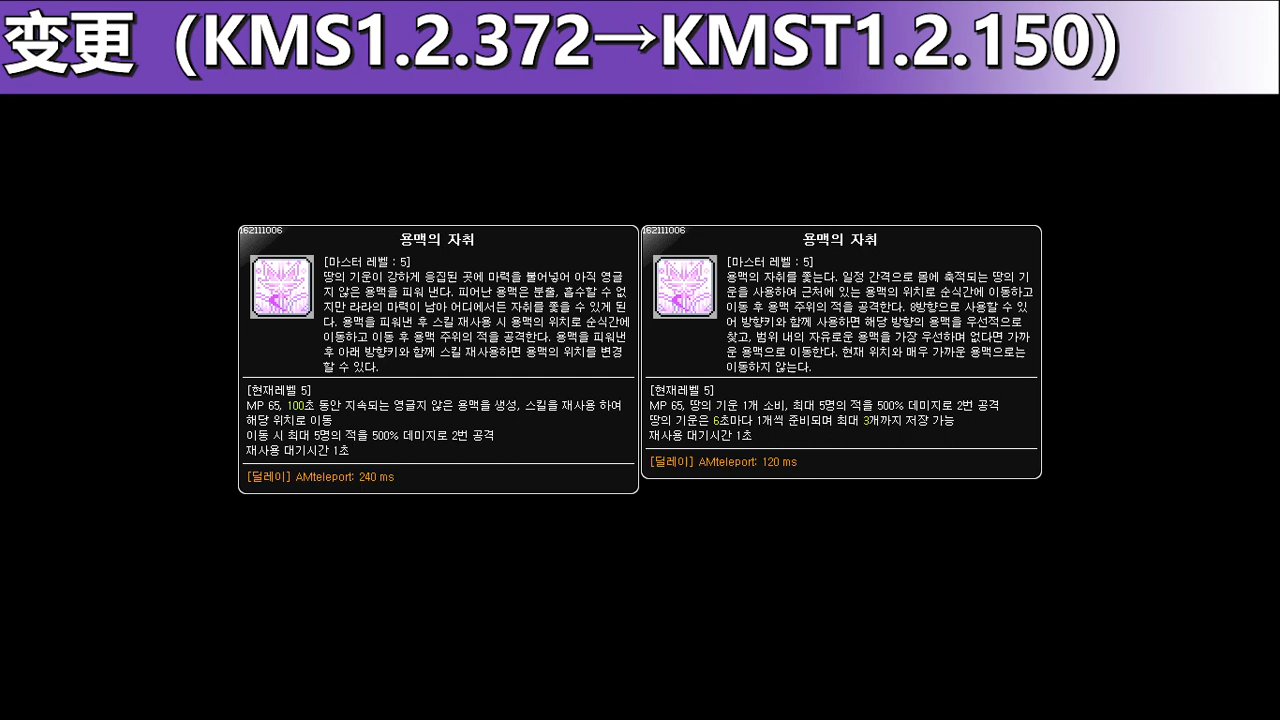 变更（KMS1.2.372→KMST1.2.150）
162111006
용맥의 자취
[마스터 레벨 : 5]
땅의 기운이 강하게 응집된 곳에 마력을 불어넣어 아직 영글
지 않은 용맥을 피워 낸다. 피어난 용맥은 분출, 흡수할 수 없
지만 라라의 마력이 남아 어디에서든 자취를 쫓을 수 있게 된
다. 용맥을 피워낸 후 스킬 재사용 시 용맥의 위치로 순식간에
이동하고 이동 후 용맥 주위의 적을 공격한다. 용맥을 피워낸
후 아래 방향키와 함께 스킬 재사용하면 용맥의 위치를 변경
할 수 있다.
[현재레벨 5]
MP 65, 100초 동안 지속되는 영글지 않은 용맥을 생성, 스킬을 재사용 하여
해당 위치로 이동
이동 시 최대 5명의 적을 500% 데미지로 2번 공격
재사용 대기시간 1초
[딜레이] AMteleport: 240 ms
162111006
용맥의 자취
[마스터 레벨 : 5]
용맥의 자취를 쫓는다. 일정 간격으로 몸에 축적되는 땅의 기
운을 사용하여 근처에 있는 용맥의 위치로 순식간에 이동하고
이동 후 용맥 주위의 적을 공격한다. 8방향으로 사용할 수 있
어 방향키와 함께 사용하면 해당 방향의 용맥을 우선적으로
찾고, 범위 내의 자유로운 용맥을 가장 우선하며 없다면 가까
운 용맥으로 이동한다. 현재 위치와 매우 가까운 용맥으로는
이동하지 않는다.
[현재레벨 5]
MP 65, 땅의 기운 1개 소비, 최대 5명의 적을 500% 데미지로 2번 공격
땅의 기운은 6초마다 1개씩 준비되며 최대 3개까지 저장 가능
재사용 대기시간 1초
[딜레이] AMteleport: 120 ms